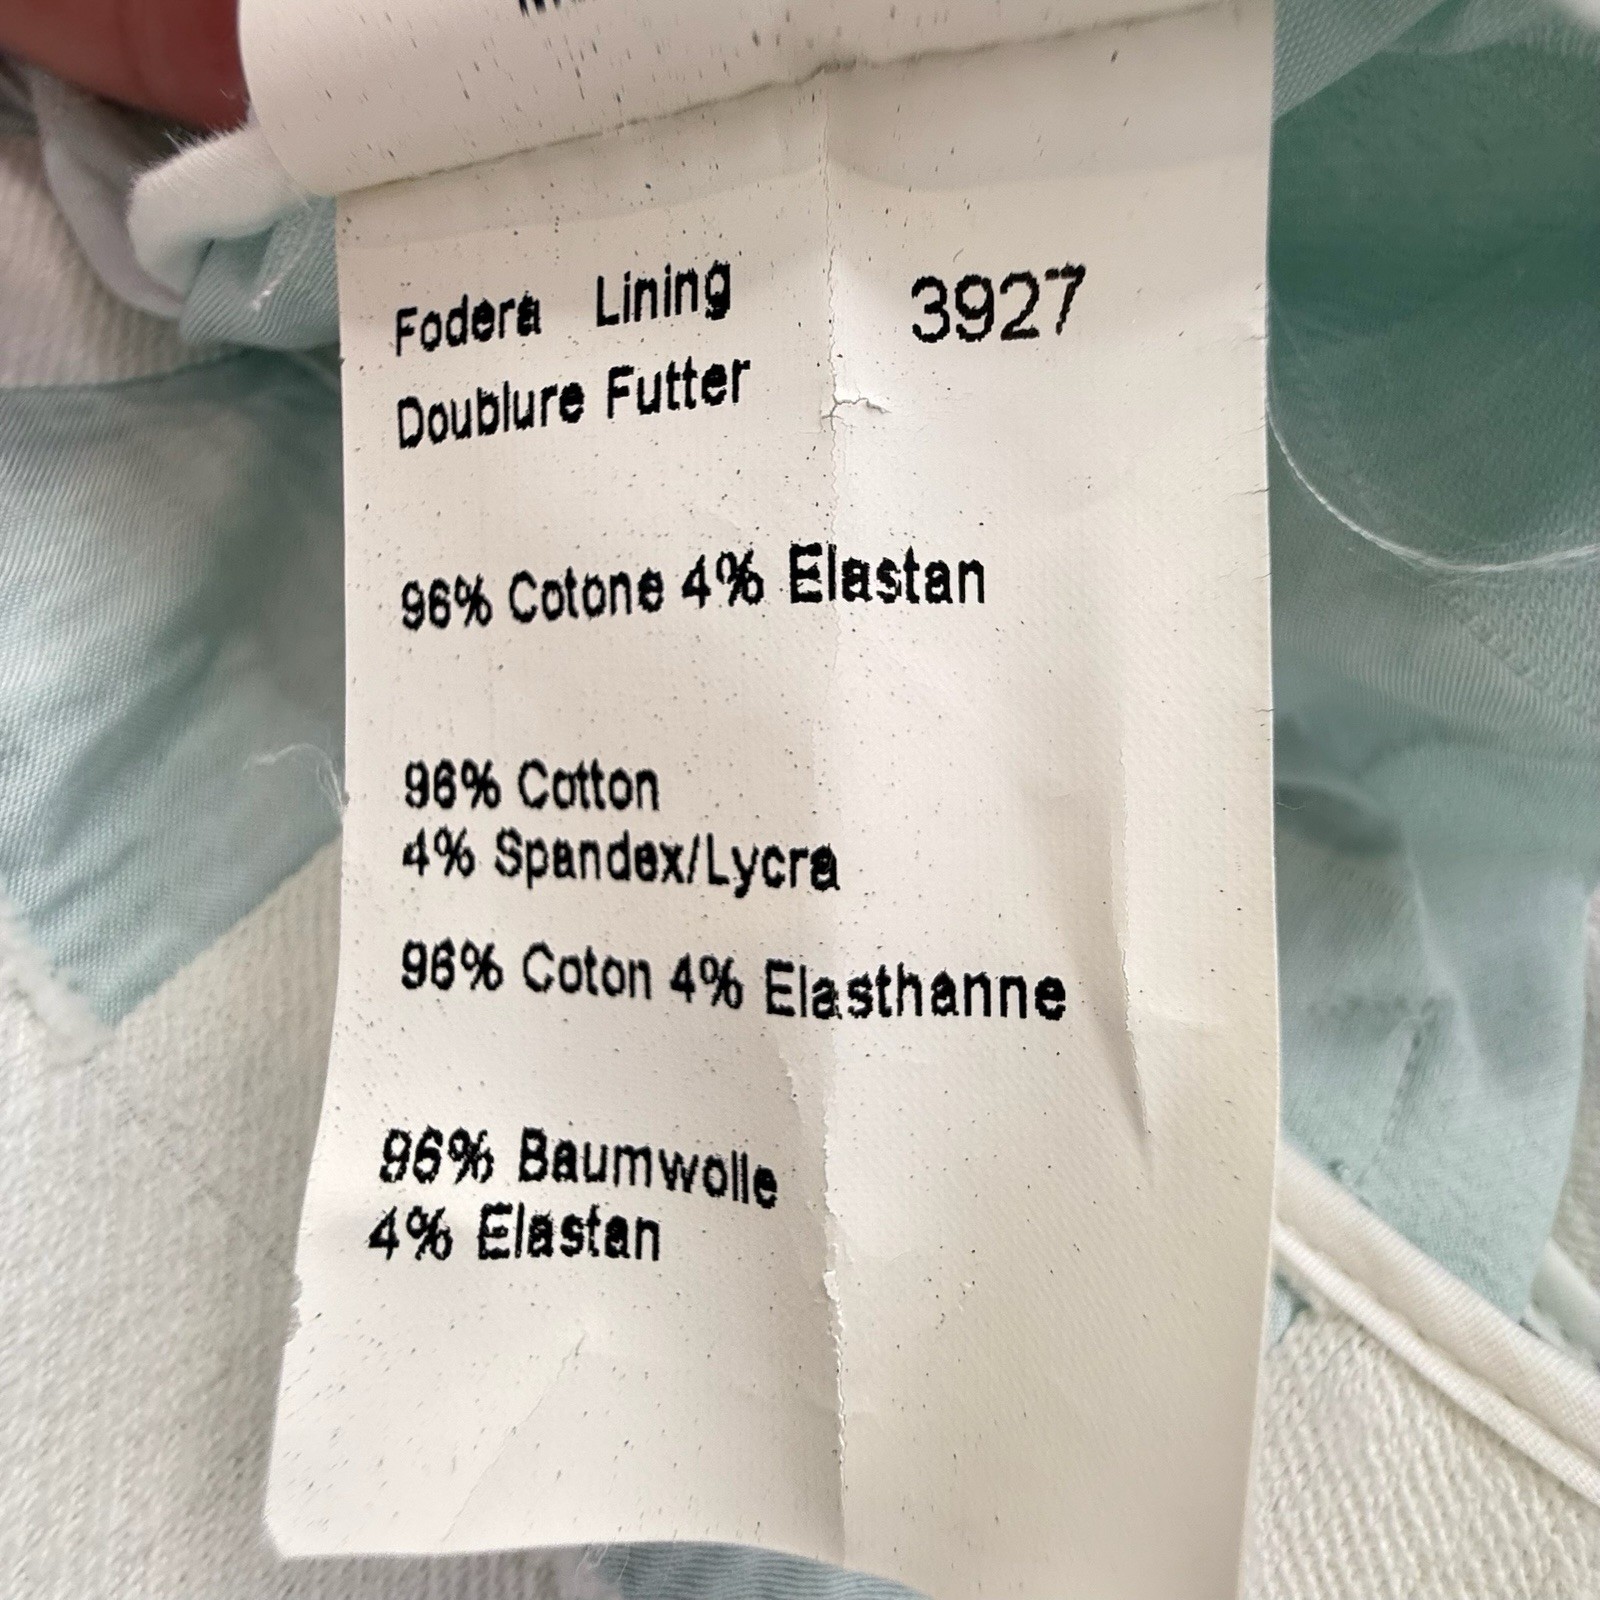 Fodera Lining 3927
Doublure Futter
96% Cotone 4% Elastan
96% Cotton
4% Spandex/Lycra
96% Coton 4% Elasthanne
96% Baumwolle
4% Elastan